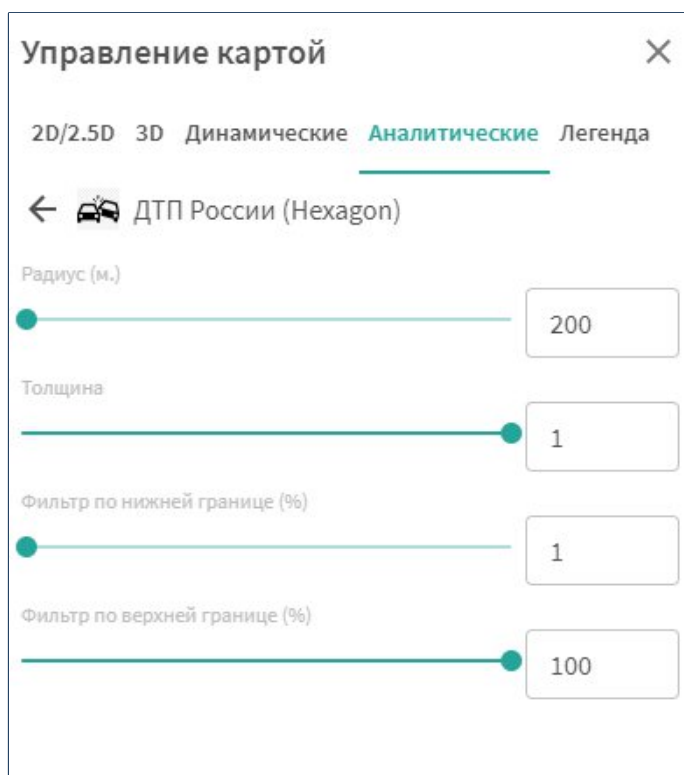 Управление картой
2D/2.5D 3D Динамические Аналитические Легенда
ДТП России (Hexagon)
Радиус (м.)
200
Толщина
1
Фильтр по нижней границе (%)
1
Фильтр по верхней границе (%)
100